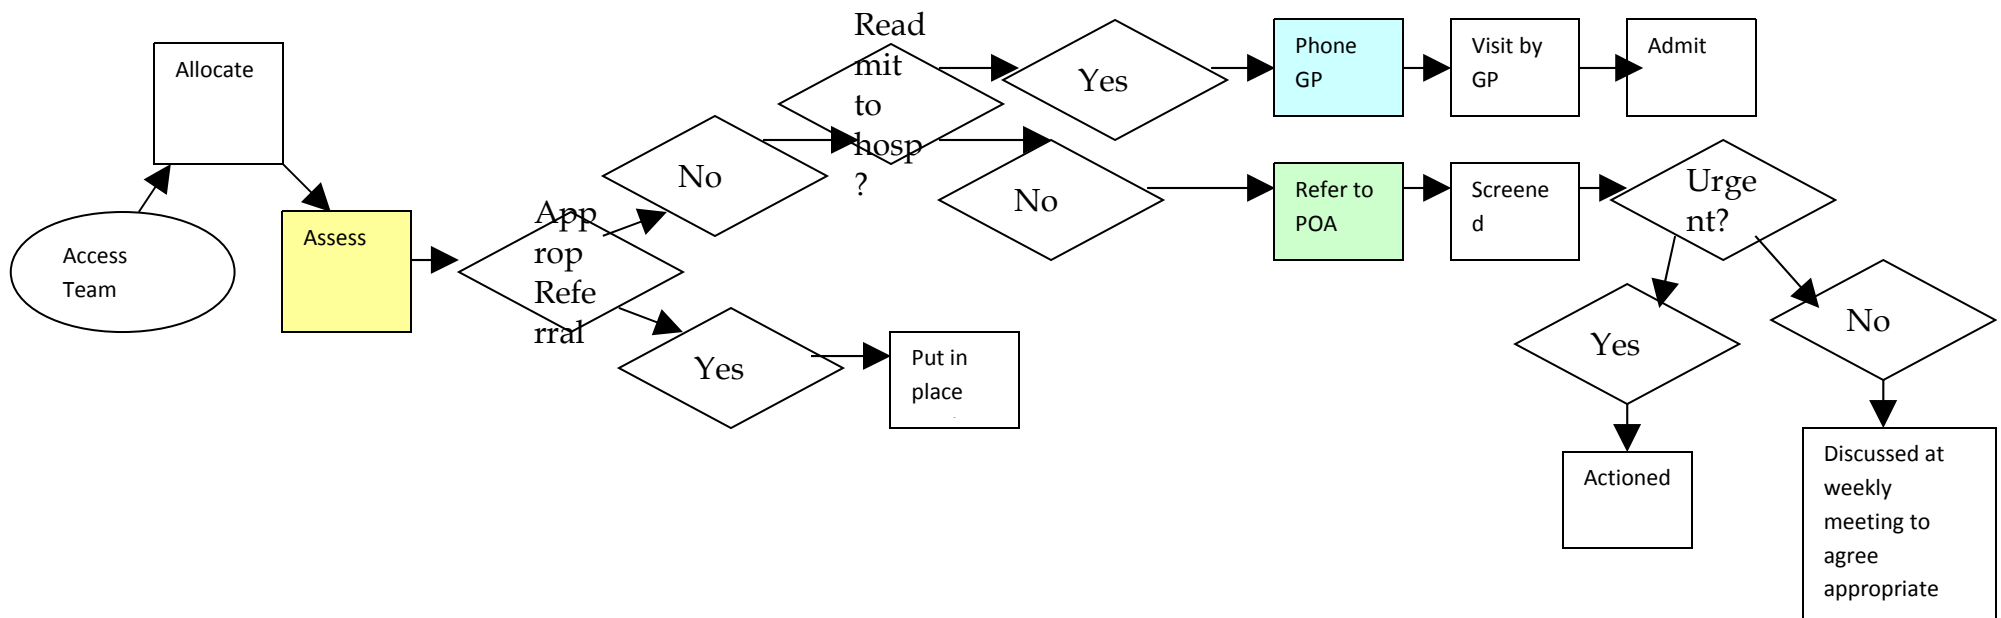 Allocate
Access
Team
Assess
App
rop
Refe
rral
No
Yes
Put in
place
Read
mit
to
hosp
?
Yes
No
Phone
GP
Visit by
GP
Admit
Refer to
POA
Screene
d
Urge
nt?
Yes
No
Actioned
Discussed at
weekly
meeting to
agree
appropriate